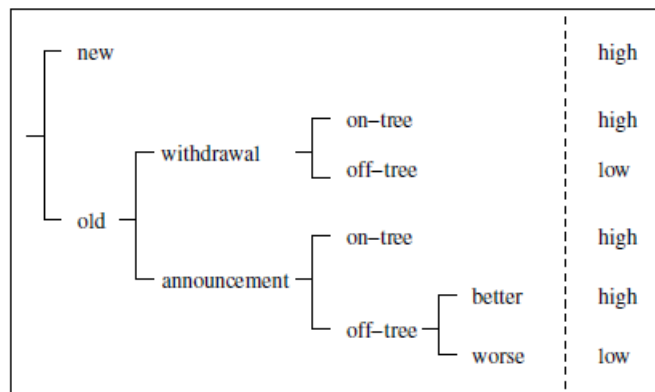 new high
on-tree high
withdrawal
off-tree low
old
on-tree high
announcement
better high
off-tree
worse low